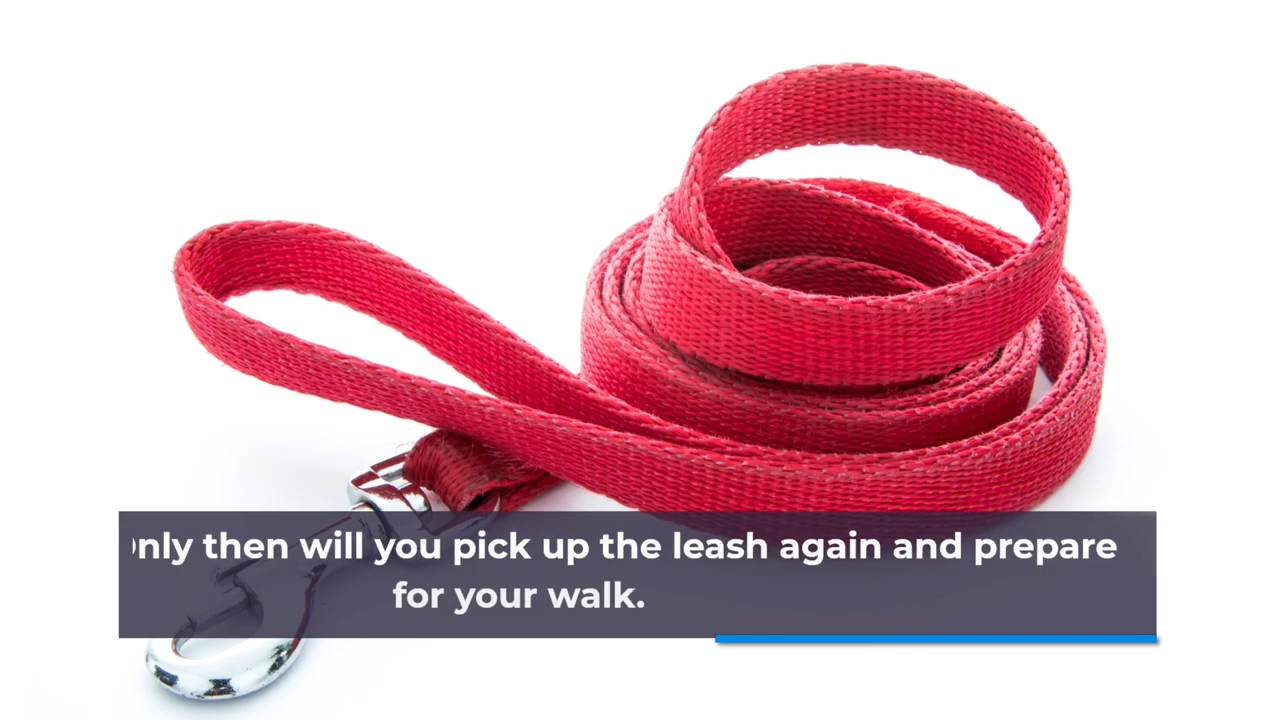 nly then will you pick up the leash again and prepare
for your walk.